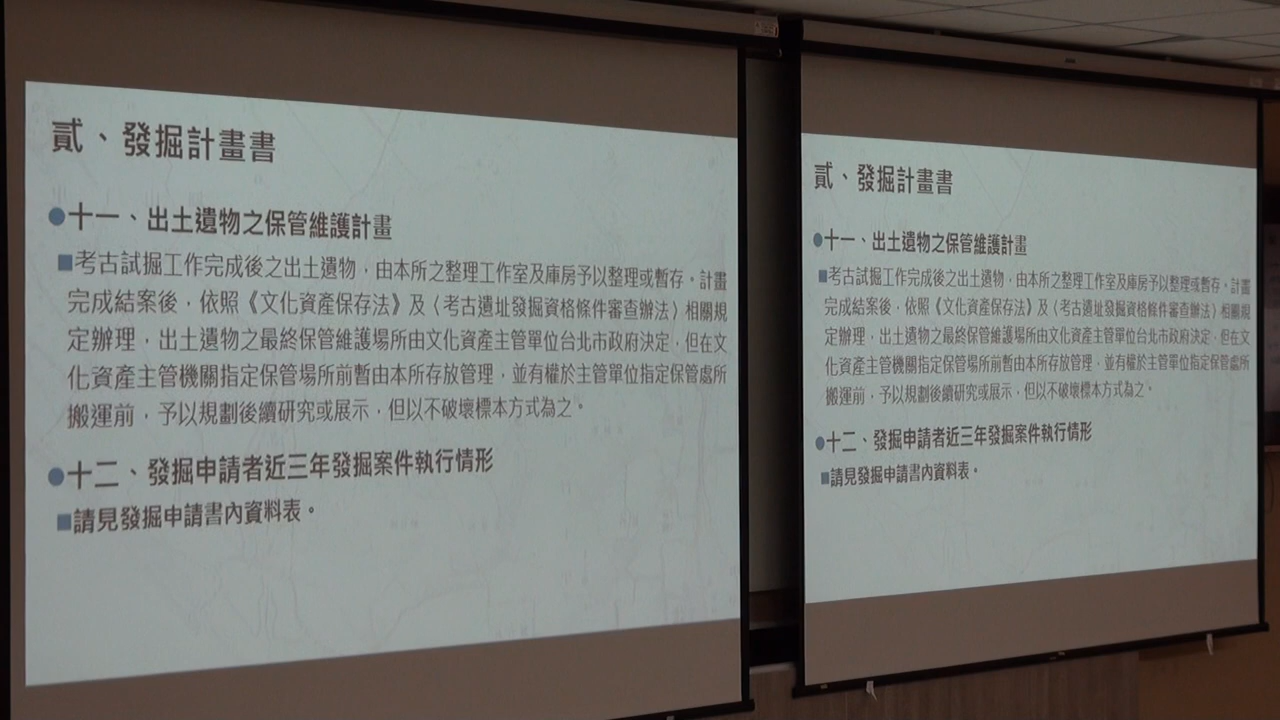 貳、發掘計畫書
●十一、出土遺物之保管維護計畫
■考古試掘工作完成後之出土遺物，由本所之整理工作室及庫房予以整理或暫存。計畫
完成結案後，依照《文化資產保存法》及〈考古遺址發掘資格條件審查辦法〉相關規
定辦理，出土遺物之最終保管維護場所由文化資產主管單位台北市政府決定，但在文
化資產主管機關指定保管場所前暫由本所存放管理，並有權於主管單位指定保管處所
搬運前，予以規劃後續研究或展示，但以不破壞標本方式為之。
●十二、發掘申請者近三年發掘案件執行情形
■請見發掘申請書內資料表。
貳、發掘計畫書
●十一、出土遺物之保管維護計畫
■考古試掘工作完成後之出土遺物，由本所之整理工作室及庫房予以整理或暫存。計畫
完成結案後，依照《文化資產保存法》及〈考古遺址發掘資格條件審查辦法〉相關規
定辦理，出土遺物之最終保管維護場所由文化資產主管單位台北市政府決定，但在文
化資產主管機關指定保管場所前暫由本所存放管理，並有權於主管單位指定保管處所
搬運前，予以規劃後續研究或展示，但以不破壞標本方式為之。
●十二、發掘申請者近三年發掘案件執行情形
■請見發掘申請書內資料表。